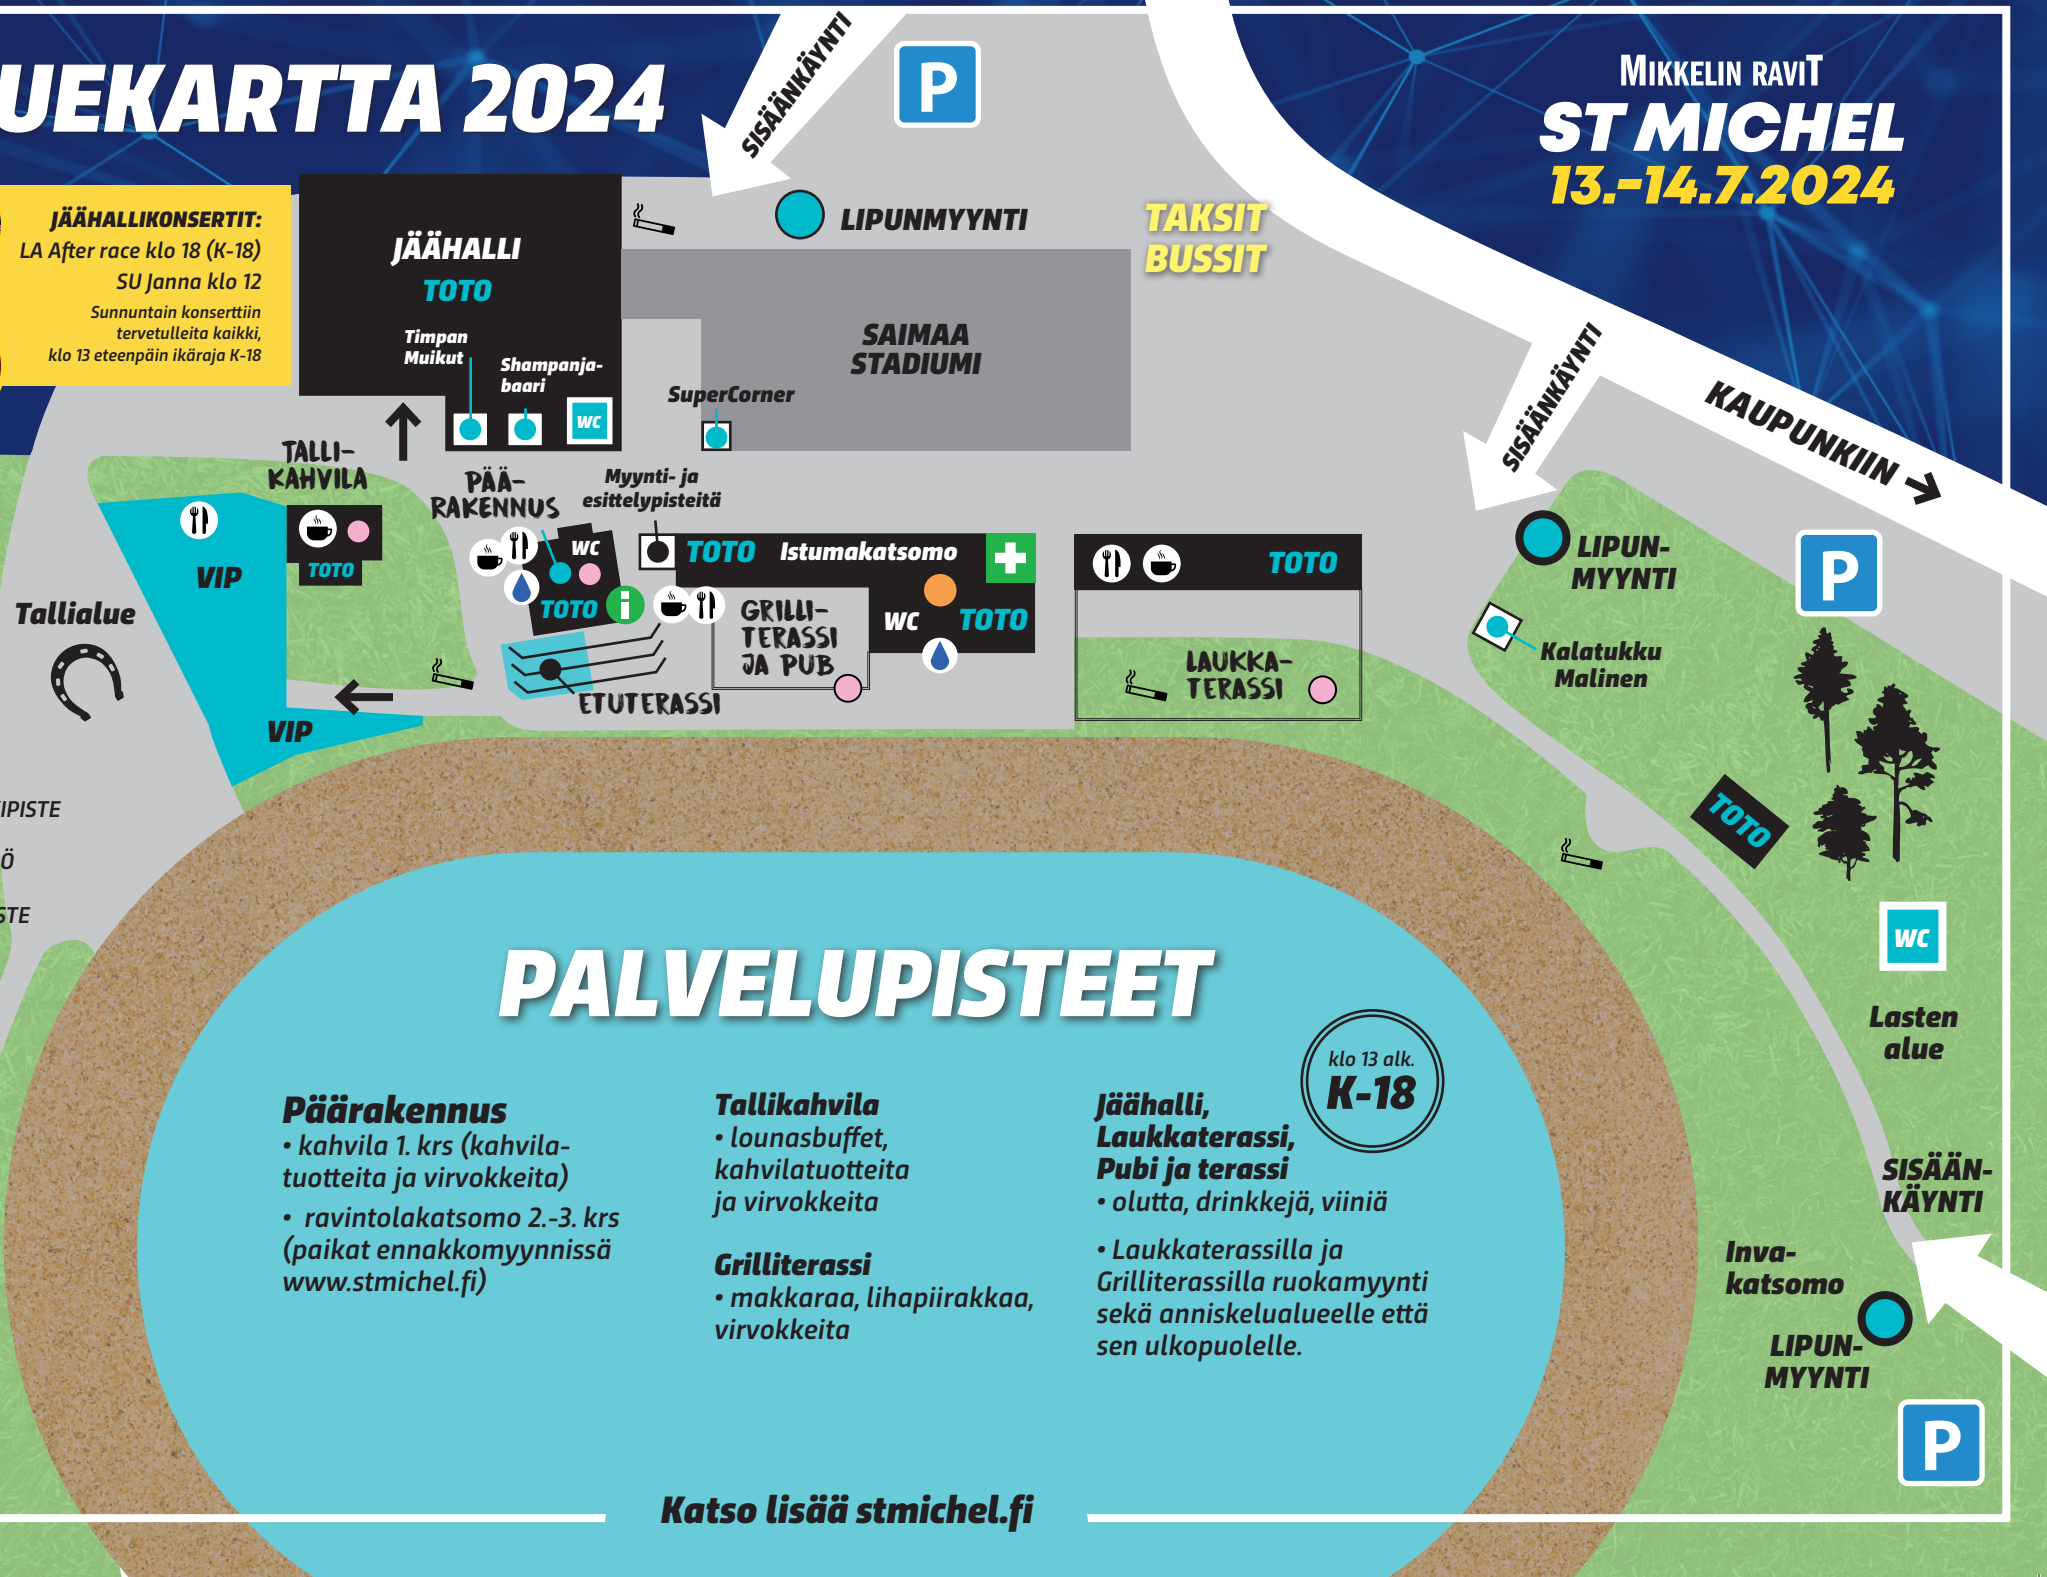 UEKARTTA 2024
MIKKELIN RAVIT
ST MICHEL
13.-14.7.2024
JÄÄHALLIKONSERTIT:
LA After race klo 18 (K-18)
SU Janna klo 12
Sunnuntain konserttiin
tervetulleita kaikki,
klo 13 eteenpäin ikäraja K-18
SISÄÄNKÄYNTI
P
LIPUNMYYNTI
TAKSIT
BUSSIT
JÄÄHALLI
TOTO
Timpan
Muikut
Shampanja-
baari
WC
SAIMAA
STADIUMI
SuperCorner
SISÄÄNKÄYNTI
KAUPUNKIIN
TALLI-
KAHVILA
TOTO
VIP
VIP
Tallialue
PÄÄ-
RAKENNUS
WC
TOTO
i
Myynti- ja
esittelypisteitä
TOTO Istumakatsomo
WC TOTO
GRILLI-
TERASSI
JA PUB
ETUTERASSI
TOTO
LAUKKA-
TERASSI
LIPUN-
MYYNTI
P
Kalatukku
Malinen
TOTO
WC
Lasten
alue
SISÄÄN-
KÄYNTI
Inva-
katsomo
LIPUN-
MYYNTI
P
IPISTE
Ö
STE
PALVELUPISTEET
Päärakennus
• kahvila 1. krs (kahvila-
tuotteita ja virvokkeita)
• ravintolakatsomo 2.-3. krs
(paikat ennakkomyynnissä
www.stmichel.fi)
Tallikahvila
• lounasbuffet,
kahvilatuotteita
ja virvokkeita
Grilliterassi
• makkaraa, lihapiirakkaa,
virvokkeita
klo 13 alk.
K-18
Jäähalli,
Laukkaterassi,
Pubi ja terassi
• olutta, drinkkejä, viiniä
• Laukkaterassilla ja
Grilliterassilla ruokamyynti
sekä anniskelualueelle että
sen ulkopuolelle.
Katso lisää stmichel.fi